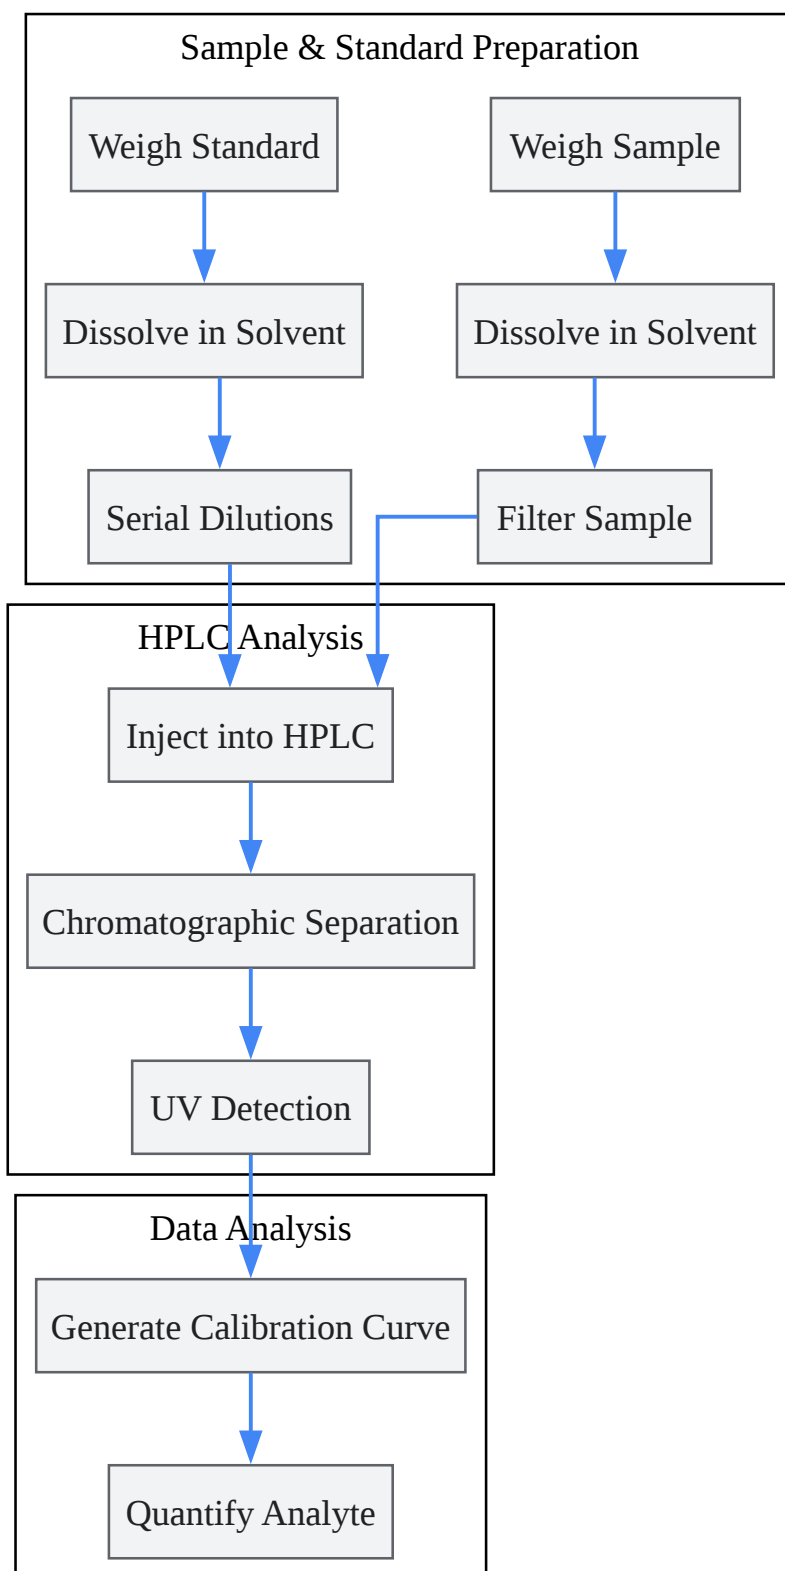 Sample & Standard Preparation
Weigh Standard
Weigh Sample
Dissolve in Solvent
Dissolve in Solvent
Serial Dilutions
Filter Sample
HPLC Analysis
Inject into HPLC
Chromatographic Separation
UV Detection
Data Analysis
Generate Calibration Curve
Quantify Analyte